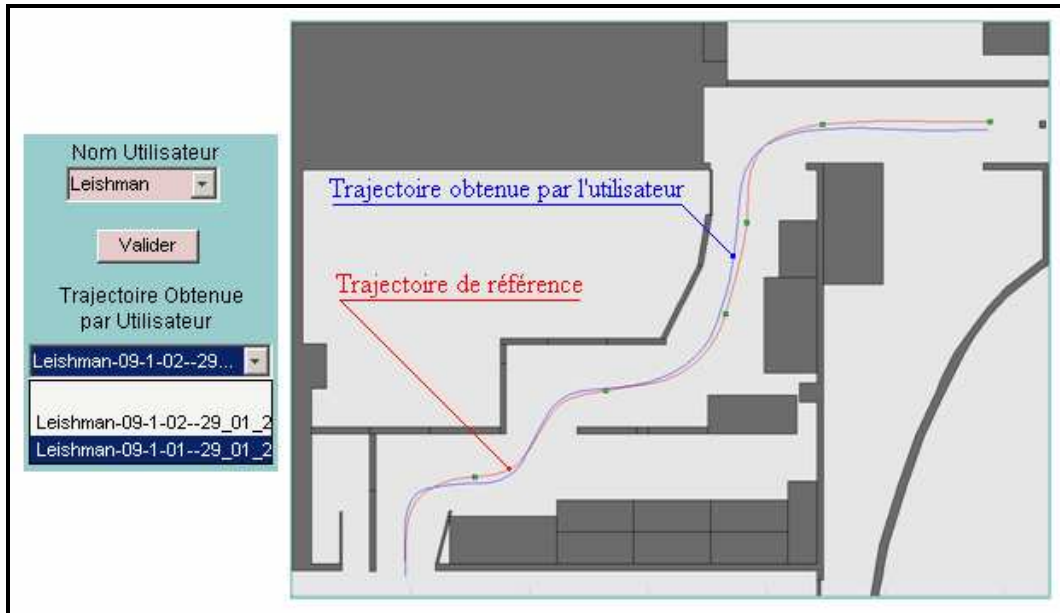 Nom Utilisateur
Leishman
Valider
Trajectoire Obtenue
par Utilisateur
Leishman-09-1-02--29...
Leishman-09-1-02--29_01_2
Leishman-09-1-01--29_01_2
Trajectoire obtenue par l'utilisateur
Trajectoire de référence